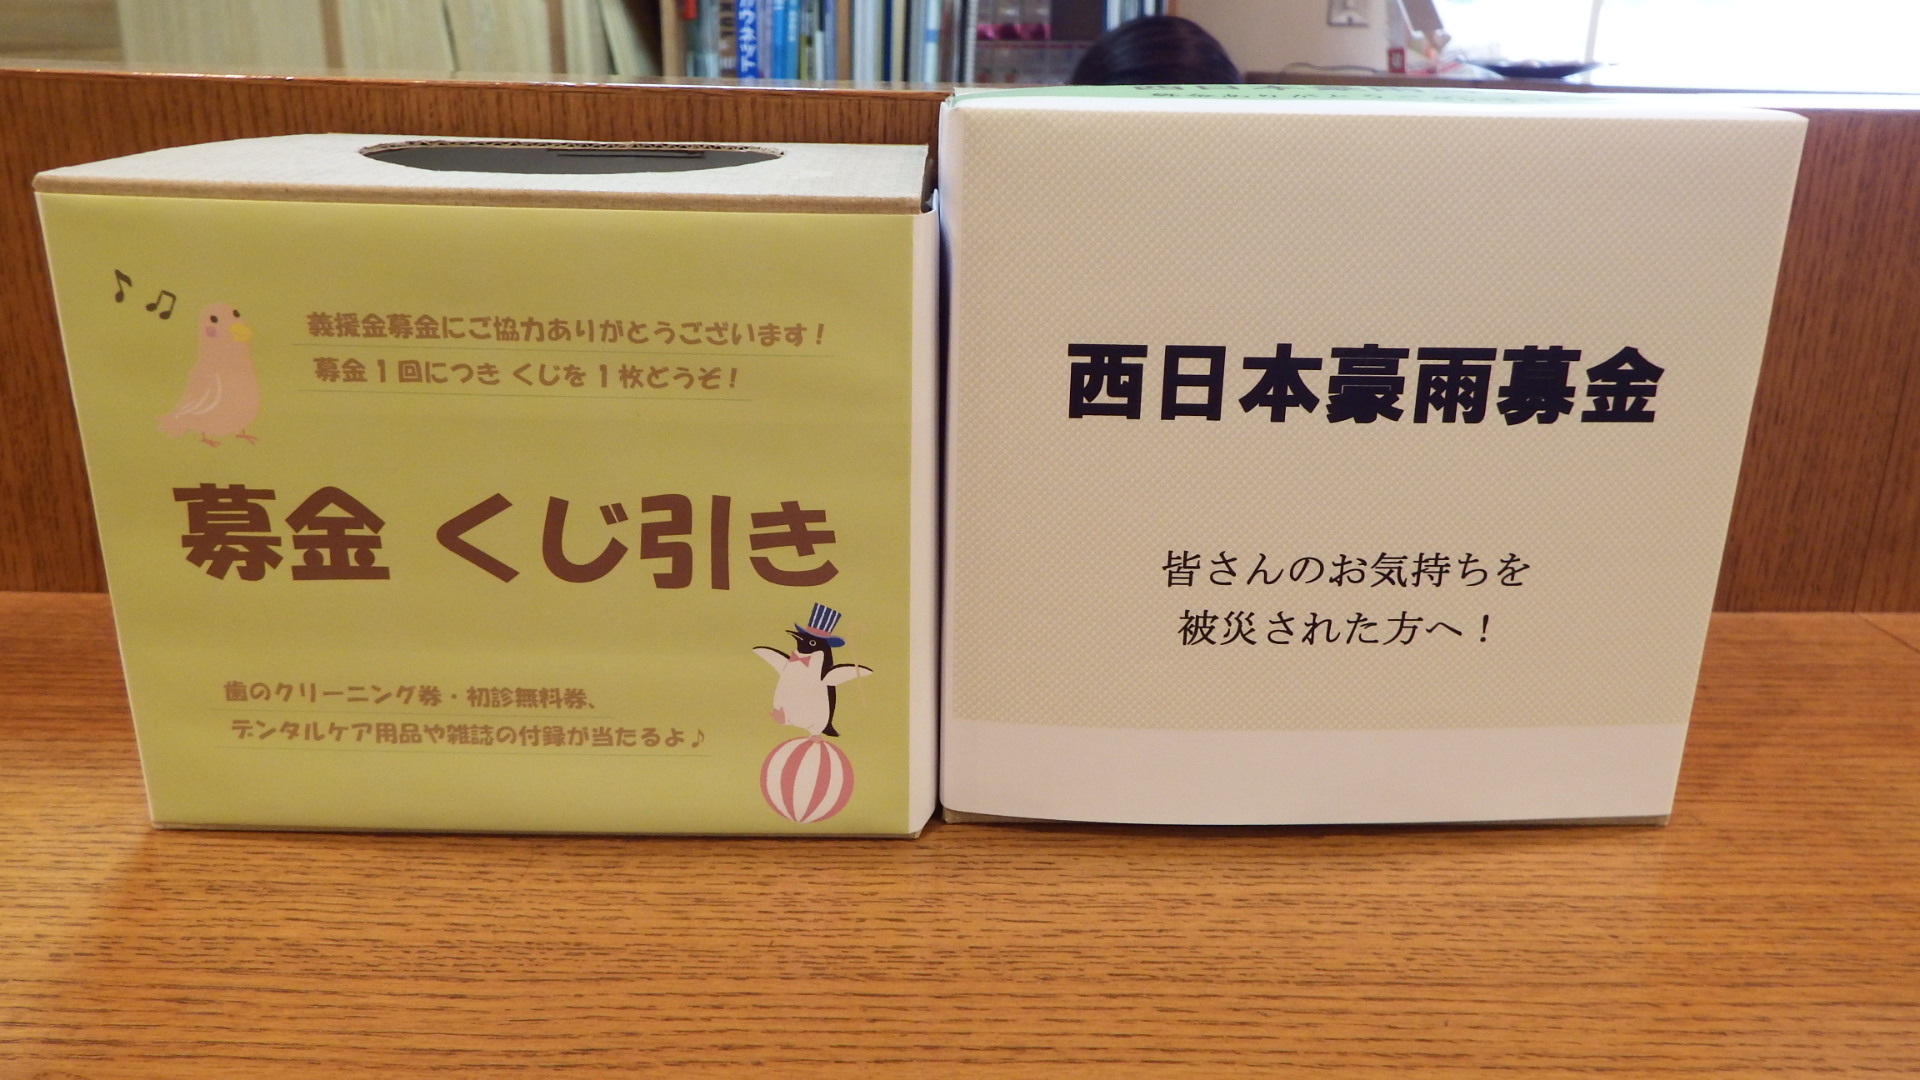 義援金募金にご協力ありがとうございます!
募金1回につき くじを1枚どうぞ!
募金 くじ引き
歯のクリーニング券・初診無料券、
デンタルケア用品や雑誌の付録が当たるよ♪
西日本豪雨募金
皆さんのお気持ちを
被災された方へ!